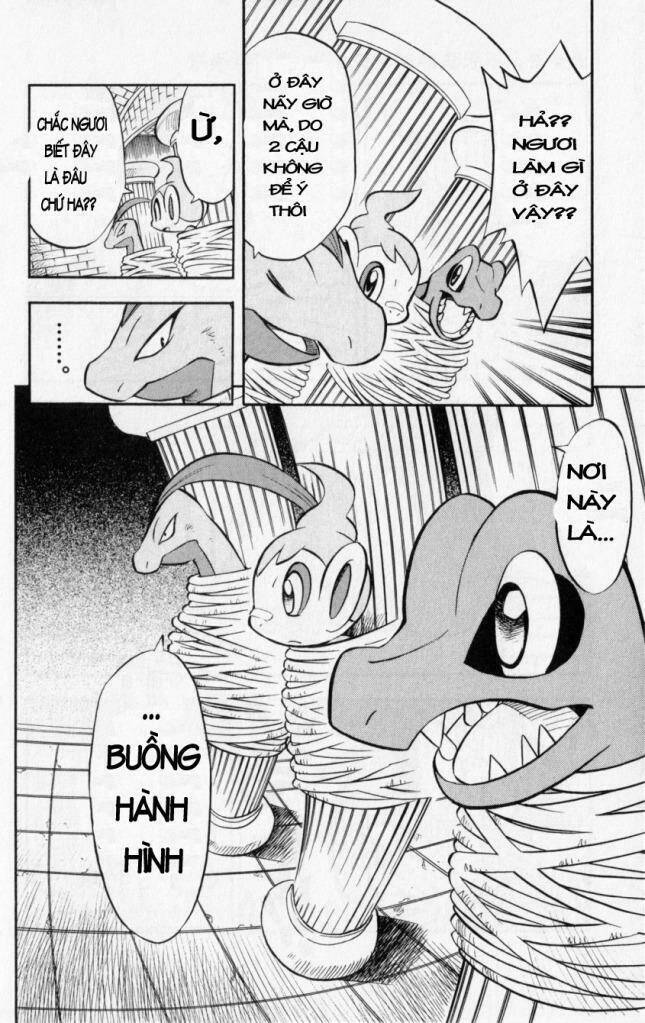 HẢ??
NGƯƠI
LÀM GÌ
Ở ĐÂY
VẬY??
Ở ĐÂY
NÃY GIỜ
MÀ, DO
2 CẬU
KHÔNG
ĐỂ Ý
THÔI
Ừ,
CHẮC NGƯƠI
BIẾT ĐÂY
LÀ ĐÂU
CHỨ HA??
......
NƠI
NÀY
LÀ...
...
BUỒNG
HÀNH
HÌNH